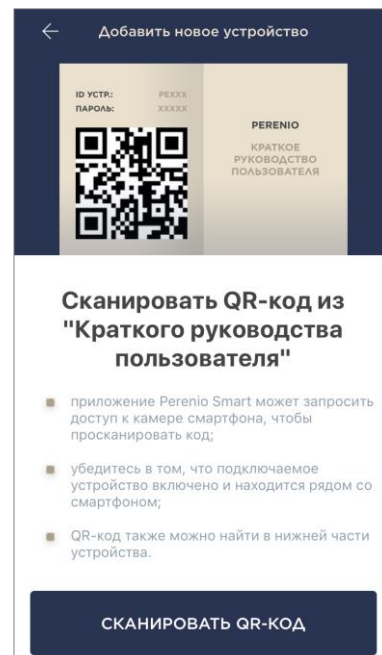 Добавить новое устройство
ID УСТР.: PEXXX
ПАРОЛЬ: XXXXX
PERENIO
КРАТКОЕ
РУКОВОДСТВО
ПОЛЬЗОВАТЕЛЯ
Сканировать QR-код из
"Краткого руководства
пользователя"
приложение Perenio Smart может запросить
доступ к камере смартфона, чтобы
просканировать код;
убедитесь в том, что подключаемое
устройство включено и находится рядом со
смартфоном;
QR-код также можно найти в нижней части
устройства.
СКАНИРОВАТЬ QR-КОД